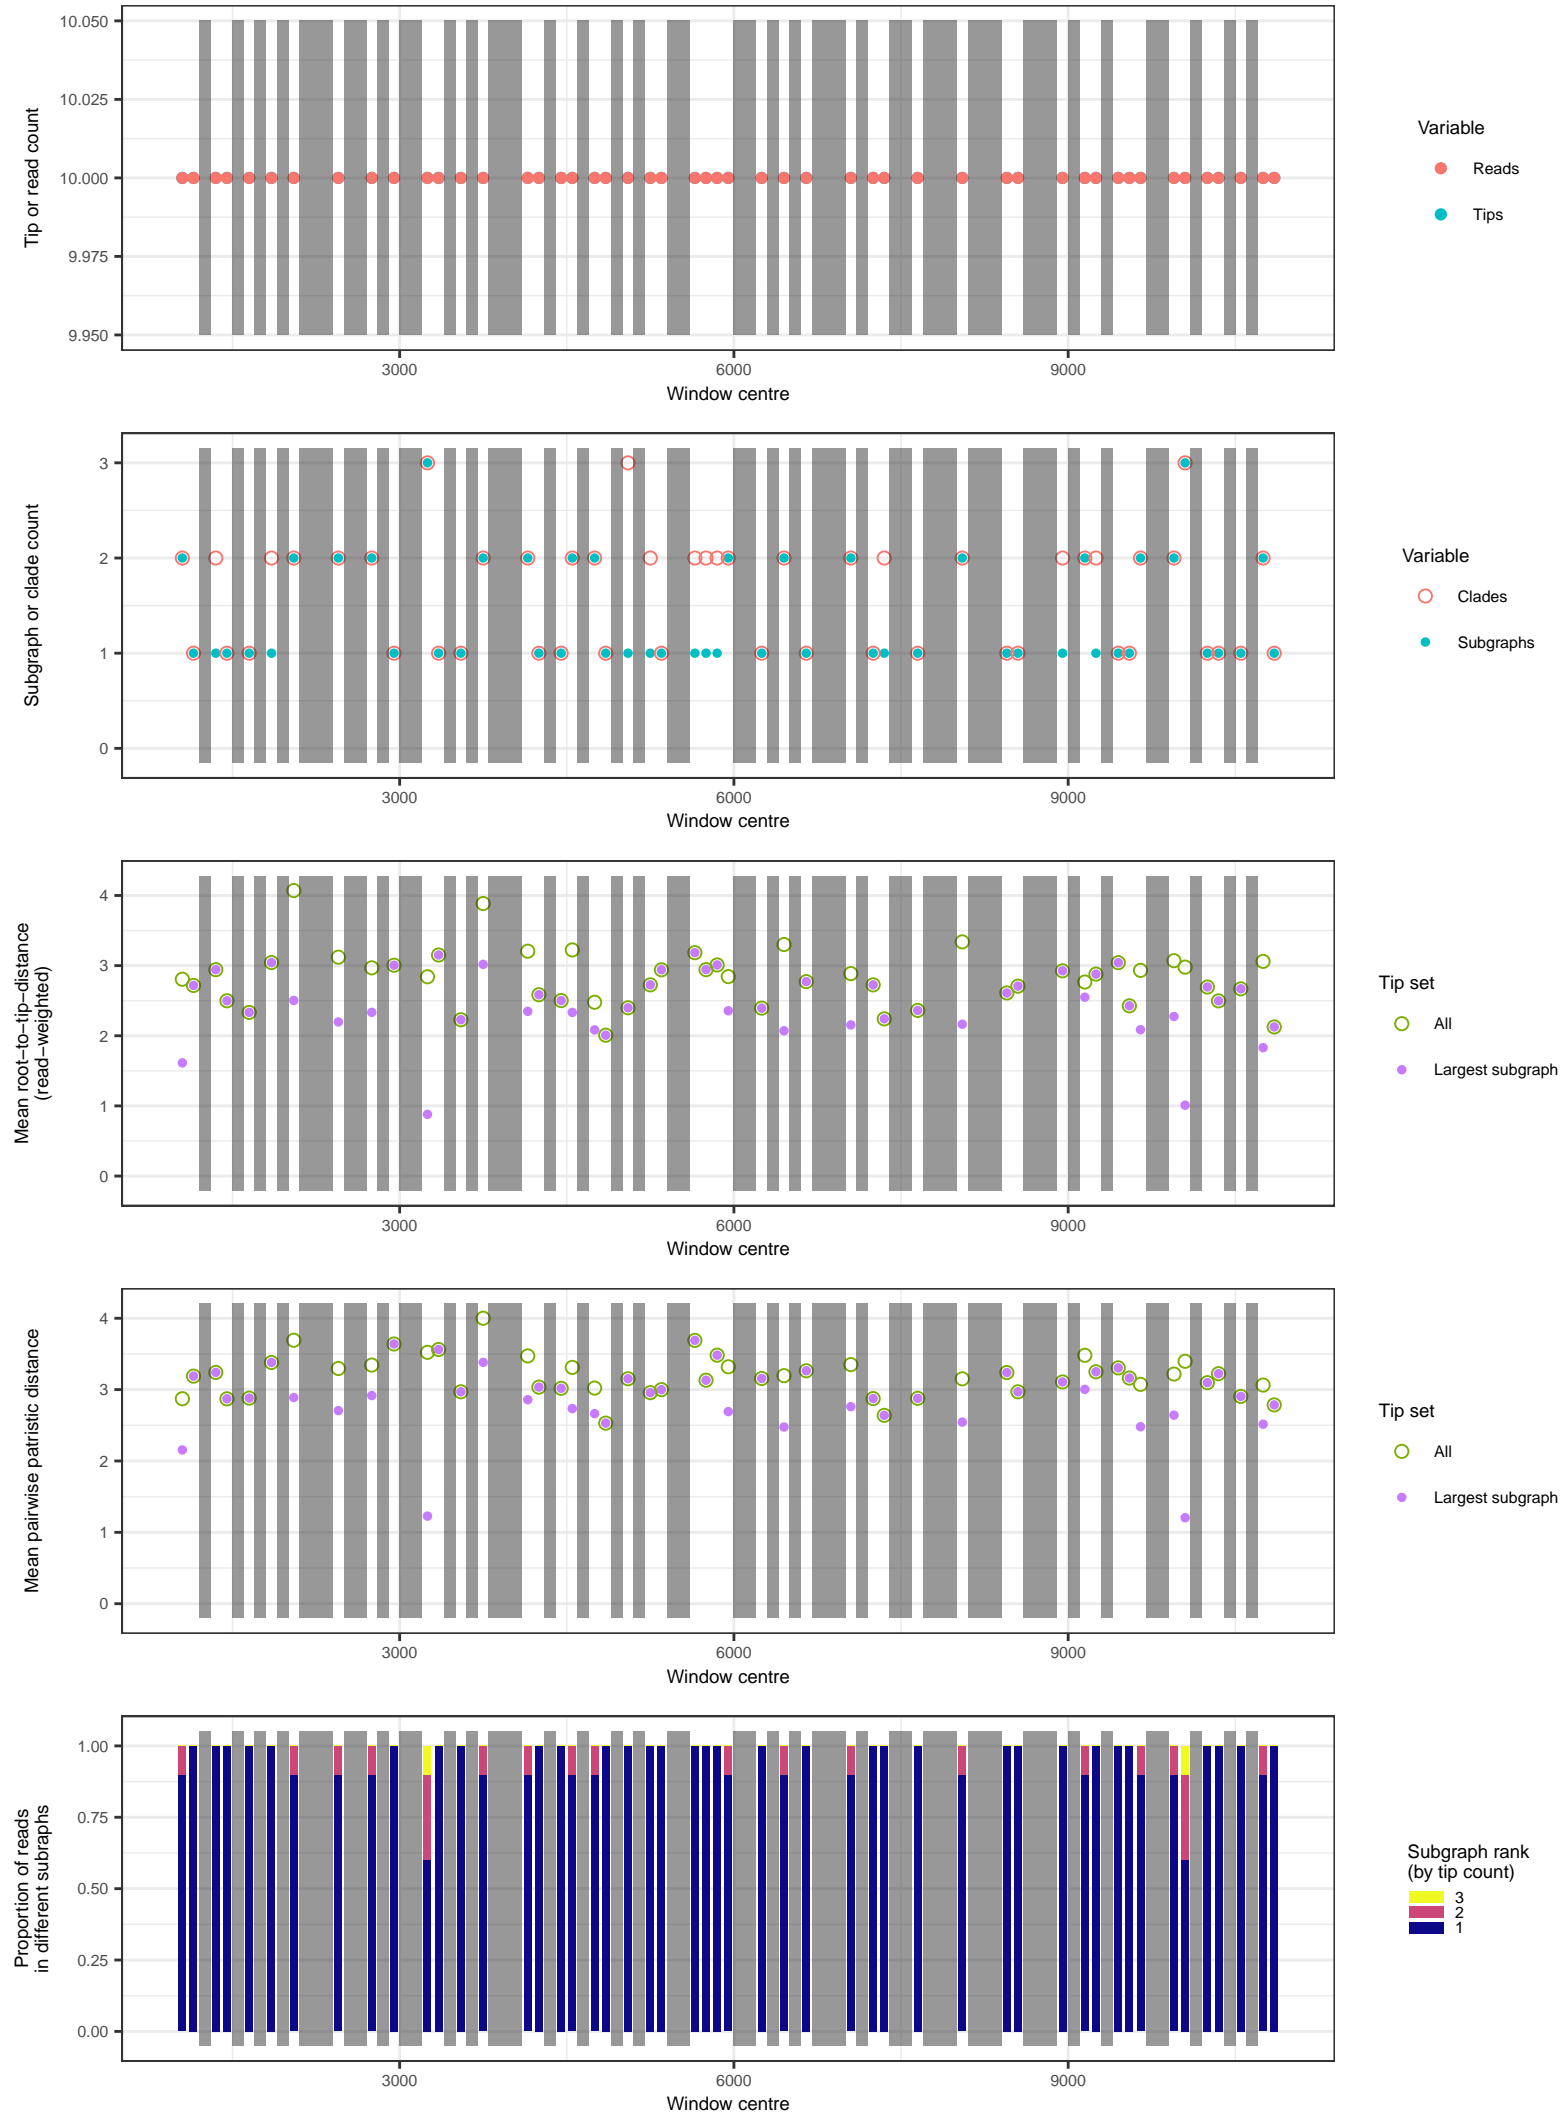 10.050
10.025
10.000
9.975
9.950
Tip or read count
3000
6000
9000
Window centre
Variable
Reads
Tips
3
2
1
0
Subgraph or clade count
3000
6000
9000
Window centre
Variable
Clades
Subgraphs
4
3
2
1
0
Mean root−to−tip−distance
(read−weighted)
3000
6000
9000
Window centre
Tip set
All
Largest subgraph
4
3
2
1
0
Mean pairwise patristic distance
3000
6000
9000
Window centre
Tip set
All
Largest subgraph
1.00
0.75
0.50
0.25
0.00
Proportion of reads
in different subraphs
3000
6000
9000
Window centre
Subgraph rank
(by tip count)
3
2
1